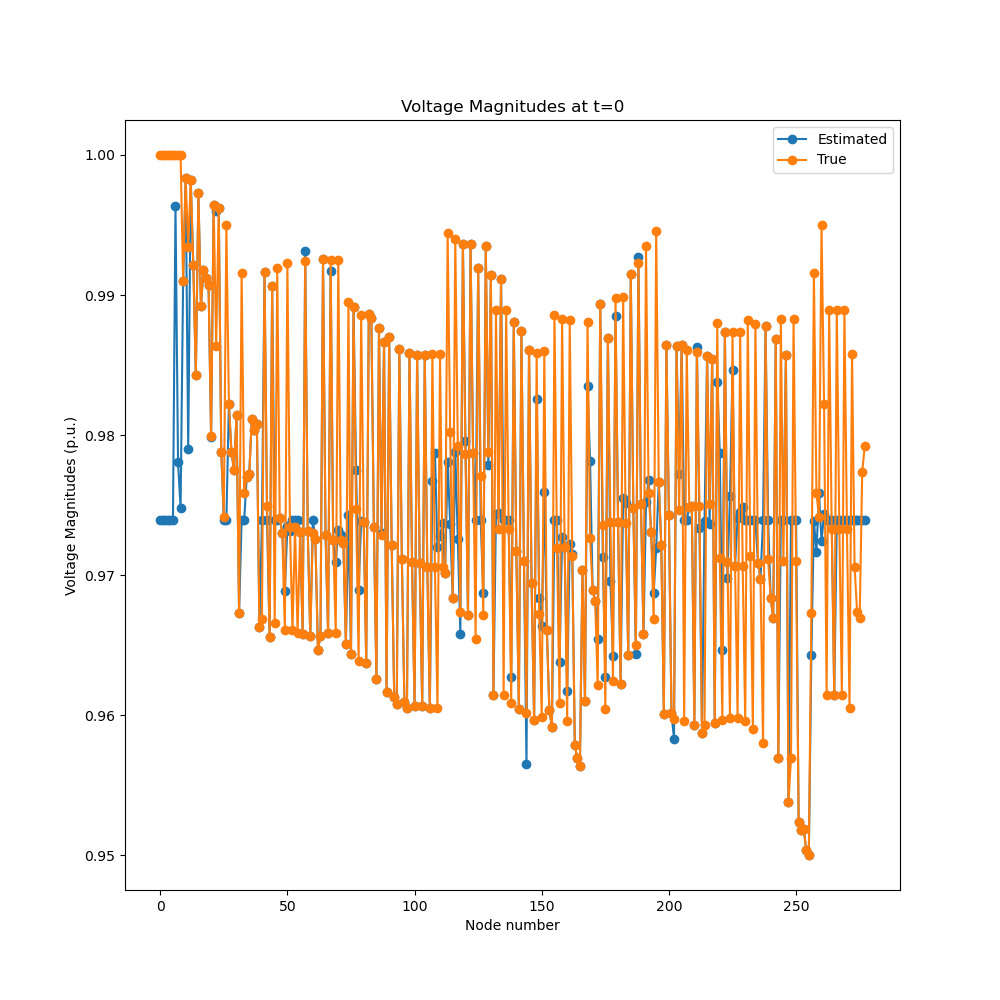 Voltage Magnitudes at t=0
Estimated
True
1.00
0.99
0.98
0.97
0.96
0.95
Voltage Magnitudes (p.u.)
0
50
100
150
200
250
Node number